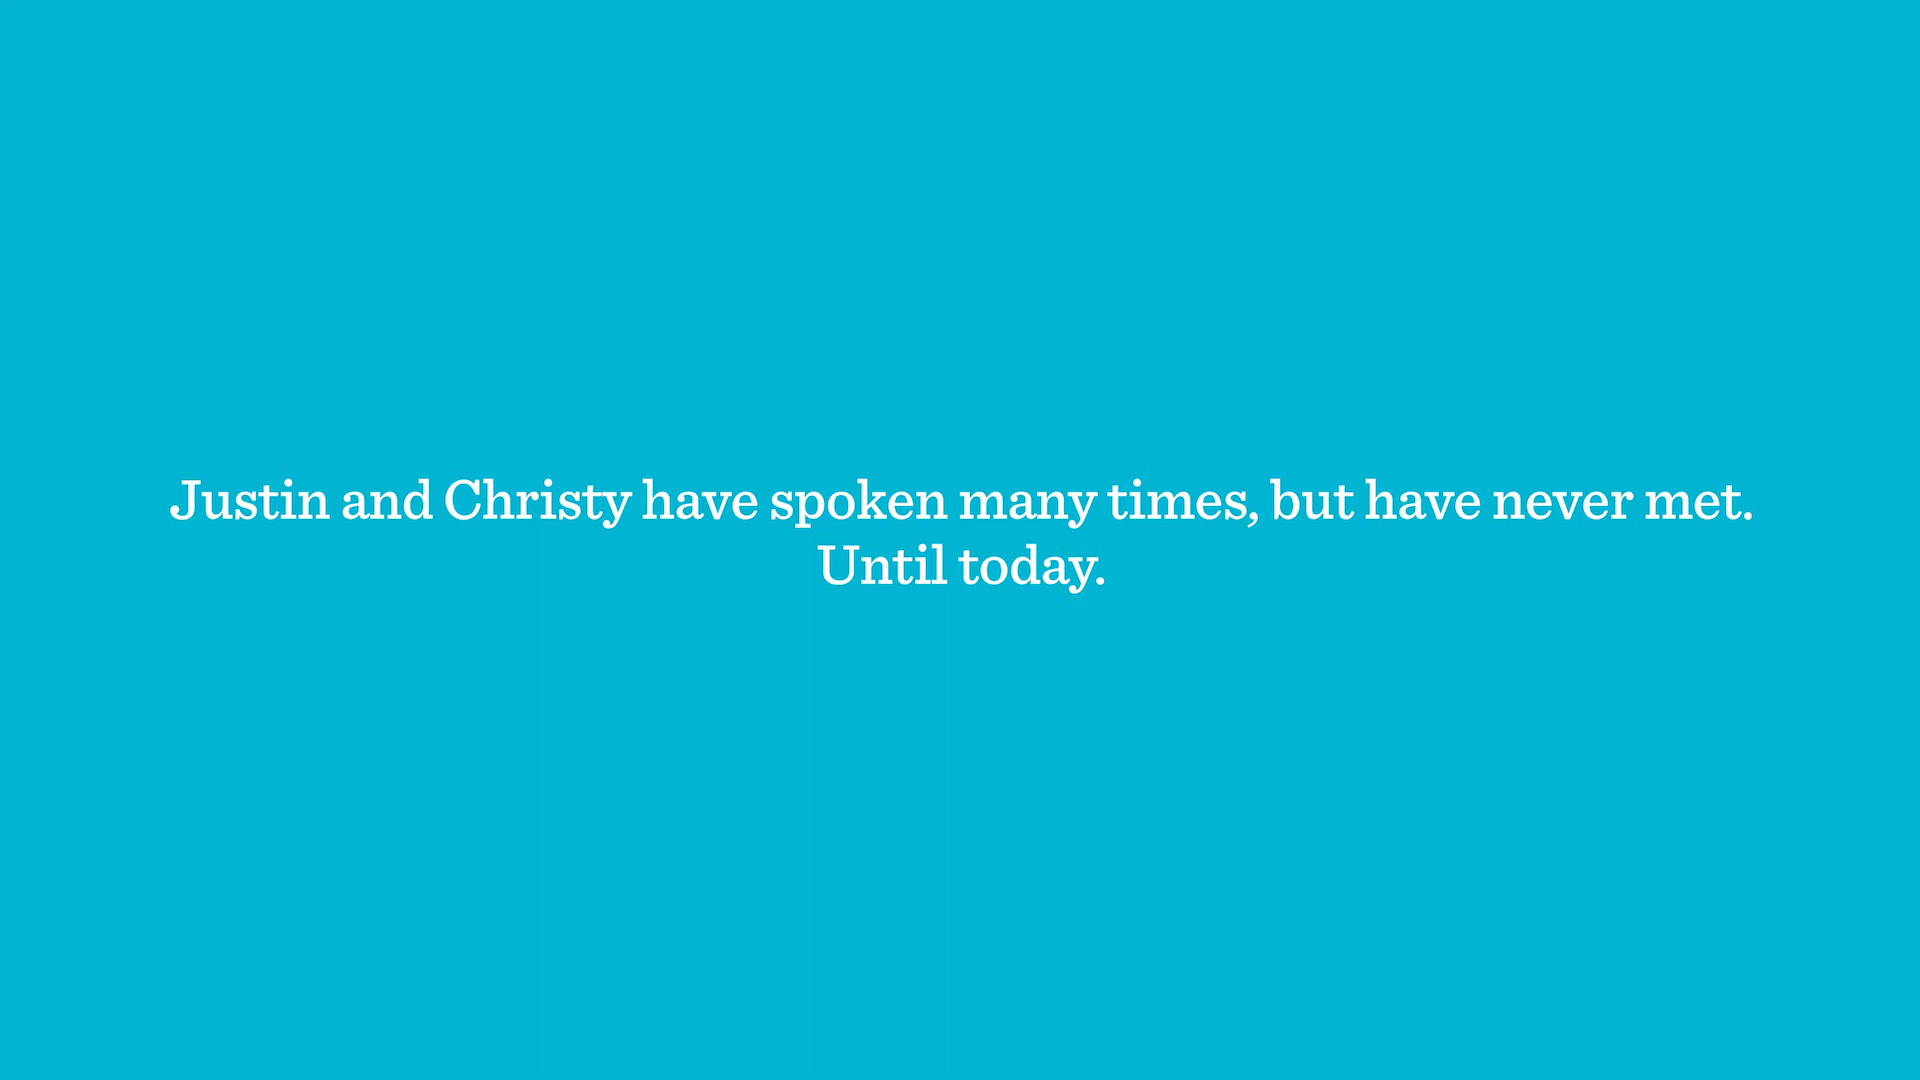 Justin and Christy have spoken many times, but have never met.
Until today.